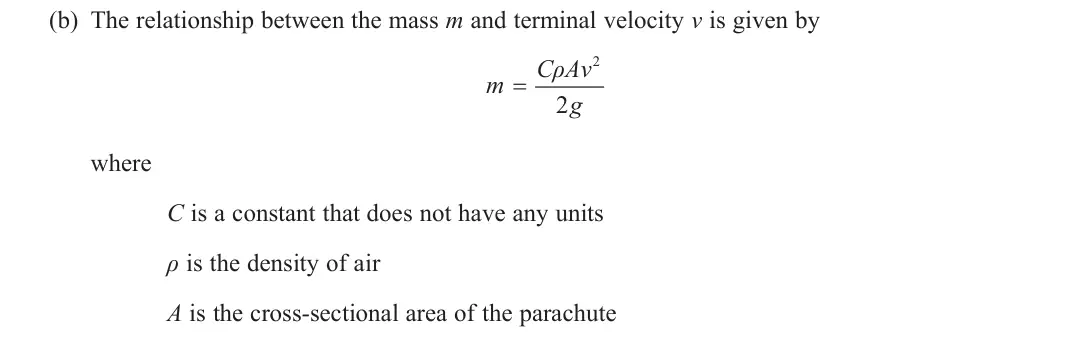 (b) The relationship between the mass m and terminal velocity v is given by
m = CρAv²/2g
where
C is a constant that does not have any units
ρ is the density of air
A is the cross-sectional area of the parachute